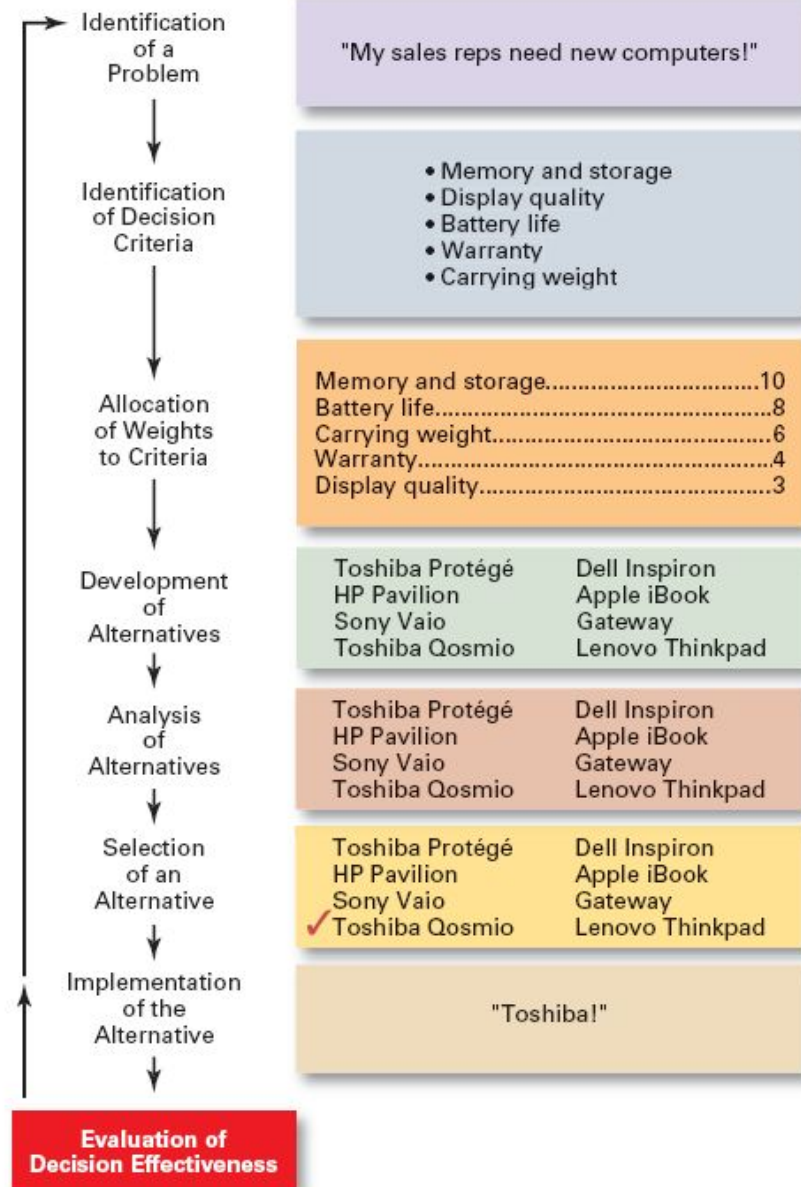 Identification
of a
Problem
"My sales reps need new computers!"
Identification
of Decision
Criteria
• Memory and storage
• Display quality
• Battery life
• Warranty
• Carrying weight
Allocation
of Weights
to Criteria
Memory and storage................................10
Battery life..................................................8
Carrying weight..........................................6
Warranty.....................................................4
Display quality............................................3
Development
of
Alternatives
Toshiba Protégé Dell Inspiron
HP Pavilion Apple iBook
Sony Vaio Gateway
Toshiba Qosmio Lenovo Thinkpad
Analysis
of
Alternatives
Toshiba Protégé Dell Inspiron
HP Pavilion Apple iBook
Sony Vaio Gateway
Toshiba Qosmio Lenovo Thinkpad
Selection
of an
Alternative
Toshiba Protégé Dell Inspiron
HP Pavilion Apple iBook
Sony Vaio Gateway
✓Toshiba Qosmio Lenovo Thinkpad
Implementation
of the
Alternative
"Toshiba!"
Evaluation of
Decision Effectiveness